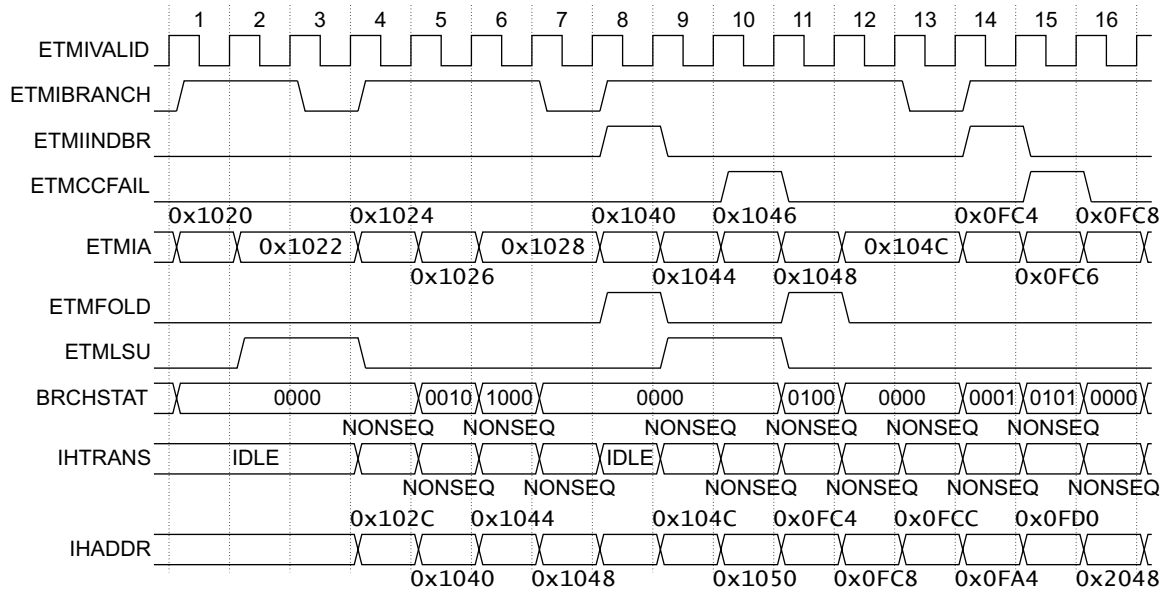 1 2 3 4 5 6 7 8 9 10 11 12 13 14 15 16
ETMIVALID
ETMIBRANCH
ETMIINDBR
ETMCCFAIL
0x1020 0x1024 0x1040 0x1046 0x0FC4 0x0FC8
ETMIA 0x1022 0x1028 0x104C
0x1026 0x1044 0x1048 0x0FC6
ETMFOLD
ETMLSU
BRCHSTAT 0000 0010 1000 0000 0100 0000 0001 0101 0000
NONSEQ NONSEQ NONSEQ NONSEQ NONSEQ NONSEQ
IHTRANS IDLE IDLE
NONSEQ NONSEQ NONSEQ NONSEQ NONSEQ NONSEQ
0x102C 0x1044 0x104C 0x0FC4 0x0FCC 0x0FD0
IHADDR
0x1040 0x1048 0x1050 0x0FC8 0x0FA4 0x2048